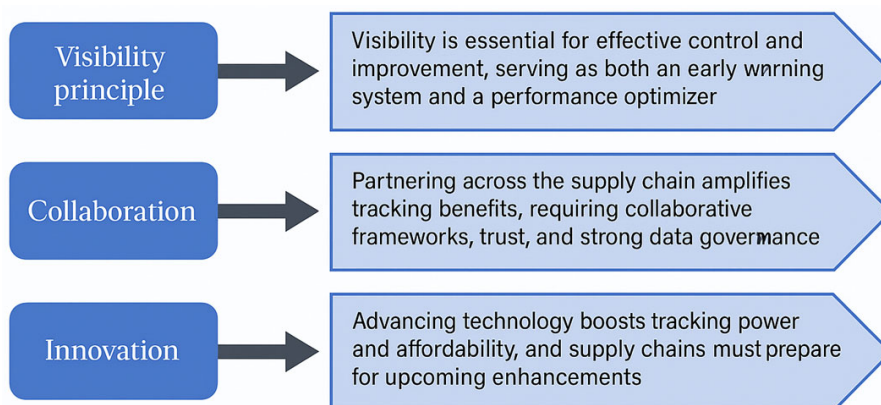 Visibility
principle
Visibility is essential for effective control and
improvement, serving as both an early
system and a performance optimizer
Collaboration
Partnering across the supply chain amplifies
tracking benefits, requiring collaborative
frameworks, trust, and strong data
Innovation
Advancing technology boosts tracking power
and affordability, and supply chains must prepare
for upcoming enhancements